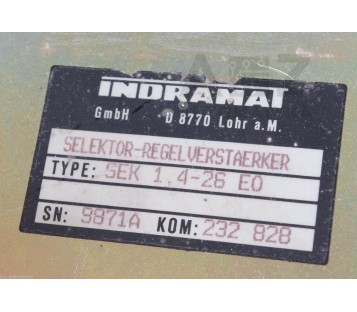 INDRAMAT
GmbH D 8770 Lohr a.M.
SELEKTOR-REGELVERSTAERKER
TYPE: SEK 1.4-26 EO
SN: 9871A KOM: 232 828